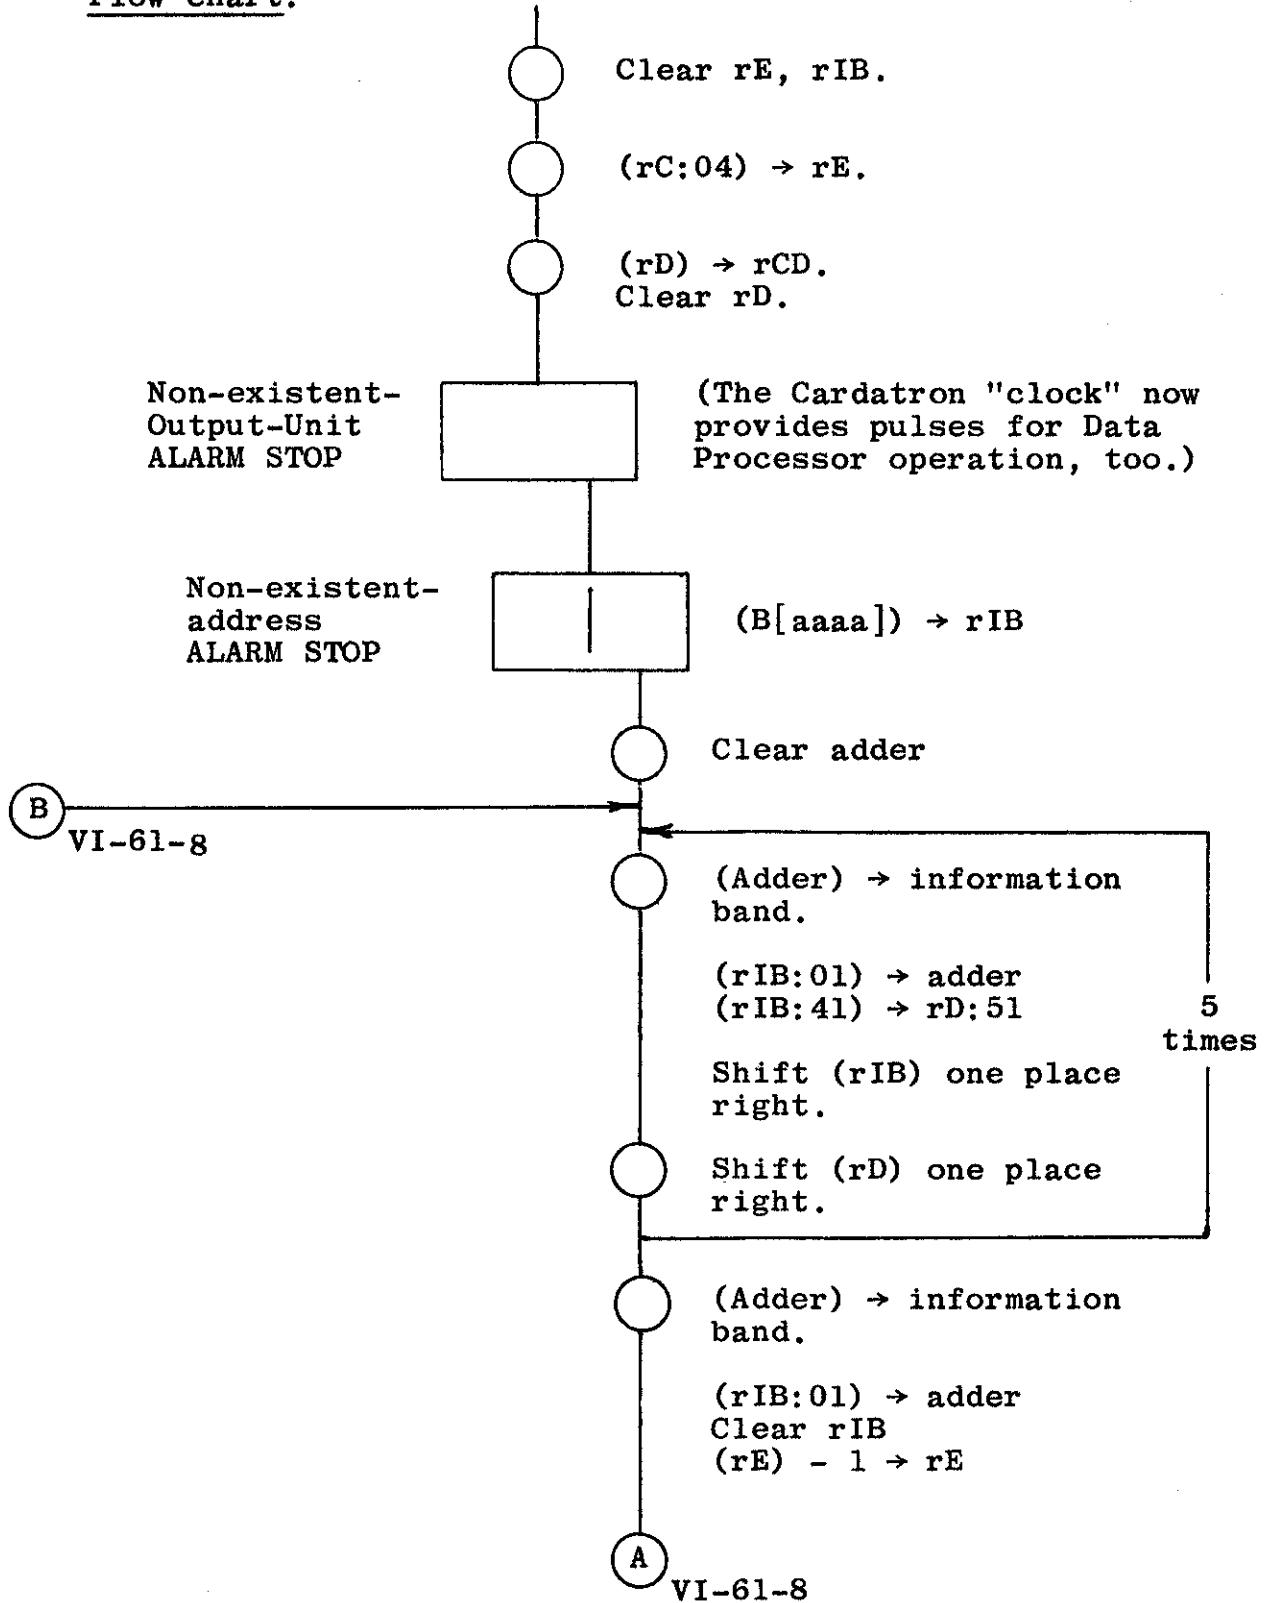 Flow Chart.
Clear rE, rIB.
(rC:04) → rE.
(rD) → rCD.
Clear rD.
Non-existent-
Output-Unit
ALARM STOP
(The Cardatron "clock" now
provides pulses for Data
Processor operation, too.)
Non-existent-
address
ALARM STOP
(B[aaaa]) → rIB
Clear adder
B
VI-61-8
(Adder) → information
band.
(rIB:01) → adder
(rIB:41) → rD:51
5
times
Shift (rIB) one place
right.
Shift (rD) one place
right.
(Adder) → information
band.
(rIB:01) → adder
Clear rIB
(rE) - 1 → rE
A
VI-61-8